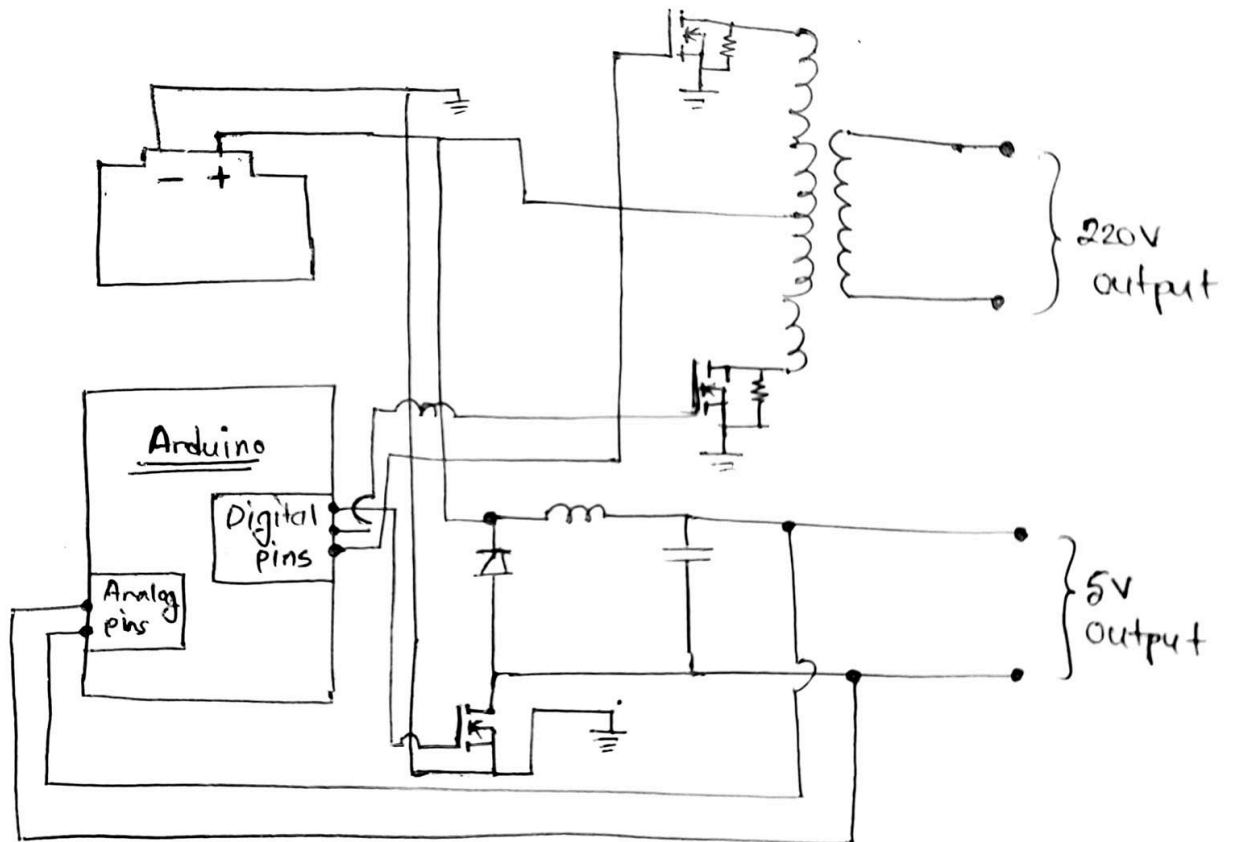 − +
220V
output
Arduino
Digital
pins
Analog
pins
5V
output